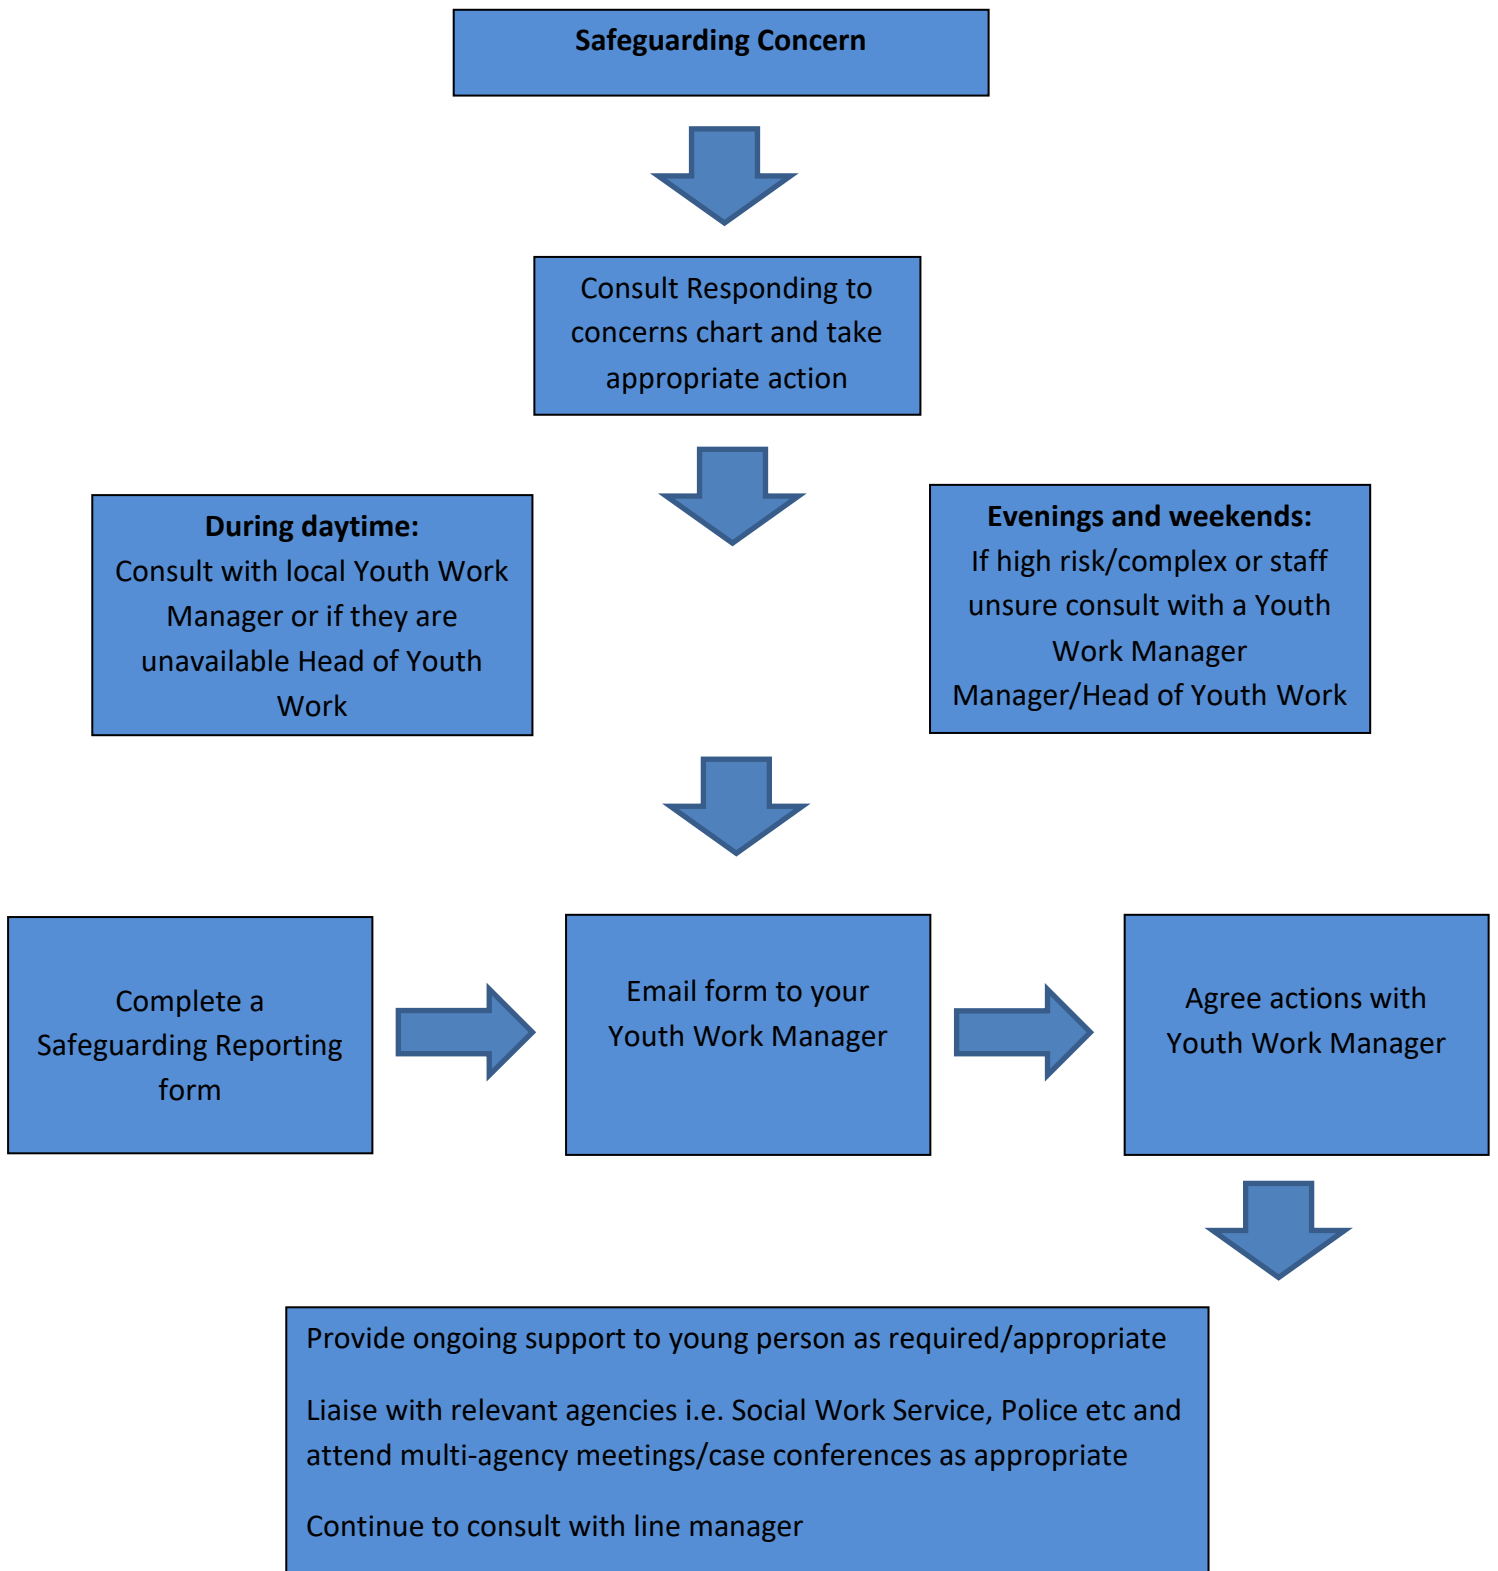 Safeguarding Concern
Consult Responding to
concerns chart and take
appropriate action
During daytime:
Consult with local Youth Work
Manager or if they are
unavailable Head of Youth
Work
Evenings and weekends:
If high risk/complex or staff
unsure consult with a Youth
Work Manager
Manager/Head of Youth Work
Complete a
Safeguarding Reporting
form
Email form to your
Youth Work Manager
Agree actions with
Youth Work Manager
Provide ongoing support to young person as required/appropriate
Liaise with relevant agencies i.e. Social Work Service, Police etc and
attend multi-agency meetings/case conferences as appropriate
Continue to consult with line manager